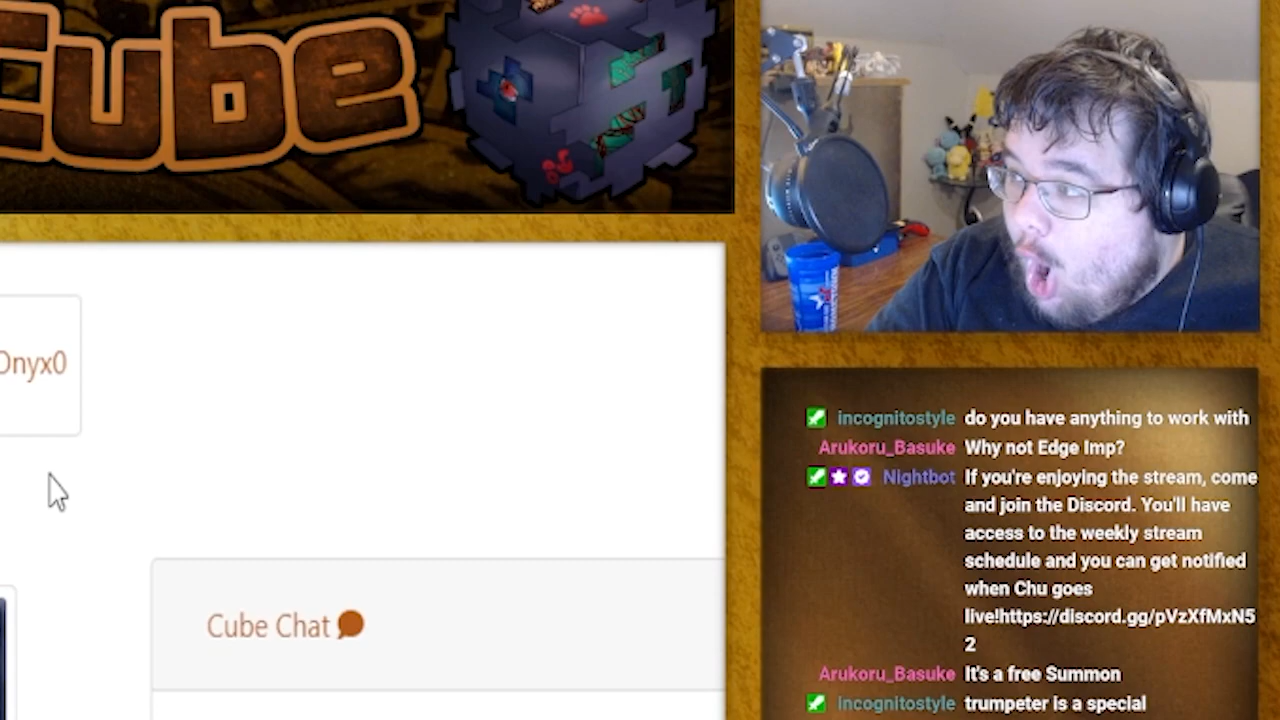 Cube
Onyx0
Cube Chat
incognitostyle do you have anything to work with
Arukoru_Basuke Why not Edge Imp?
Nightbot If you're enjoying the stream, come
and join the Discord. You'll have
access to the weekly stream
schedule and you can get notified
when Chu goes
live!https://discord.gg/pVzXfMxN5
2
Arukoru_Basuke It's a free Summon
incognitostyle trumpeter is a special